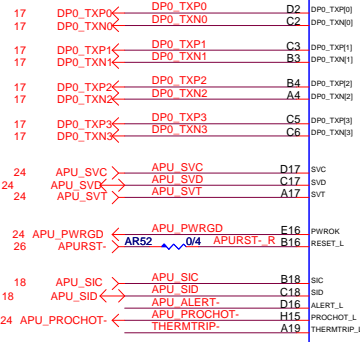 17 DP0_TXP0 DP0_TXP0 D2 DP0_TXP[0]
17 DP0_TXN0 DP0_TXN0 C2 DP0_TXN[0]
17 DP0_TXP1 DP0_TXP1 C3 DP0_TXP[1]
17 DP0_TXN1 DP0_TXN1 B3 DP0_TXN[1]
17 DP0_TXP2 DP0_TXP2 B4 DP0_TXP[2]
17 DP0_TXN2 DP0_TXN2 A4 DP0_TXN[2]
17 DP0_TXP3 DP0_TXP3 C5 DP0_TXP[3]
17 DP0_TXN3 DP0_TXN3 C6 DP0_TXN[3]
24 APU_SVC APU_SVC D17 SVC
24 APU_SVD APU_SVD C17 SVD
24 APU_SVT APU_SVT A17 SVT
24 APU_PWRGD APU_PWRGD E16 PWROK
26 APURST- AR52 0/4 APURST-_R B16 RESET_L
18 APU_SIC APU_SIC B18 SIC
18 APU_SID APU_SID C18 SID
APU_ALERT- D16 ALERT_L
24 APU_PROCHOT- APU_PROCHOT- H15 PROCHOT_L
THERMTRIP- A19 THERMTRIP_L